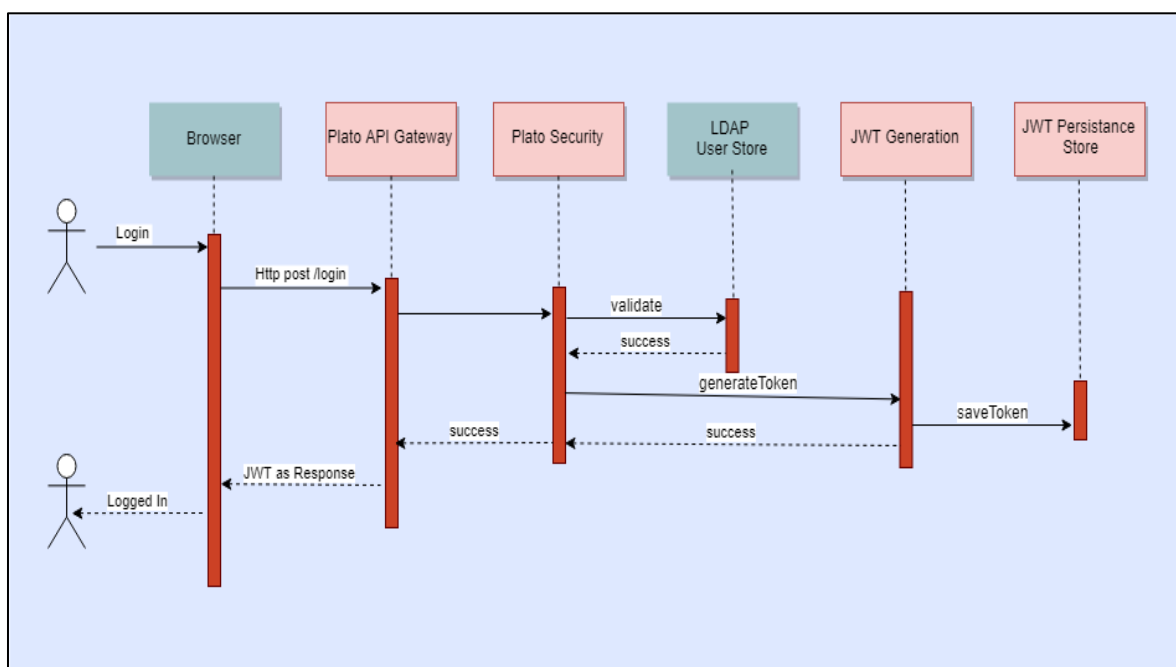 Browser
Plato API Gateway
Plato Security
LDAP
User Store
JWT Generation
JWT Persistance
Store
Login
Http post /login
validate
success
generateToken
saveToken
success
success
JWT as Response
Logged In